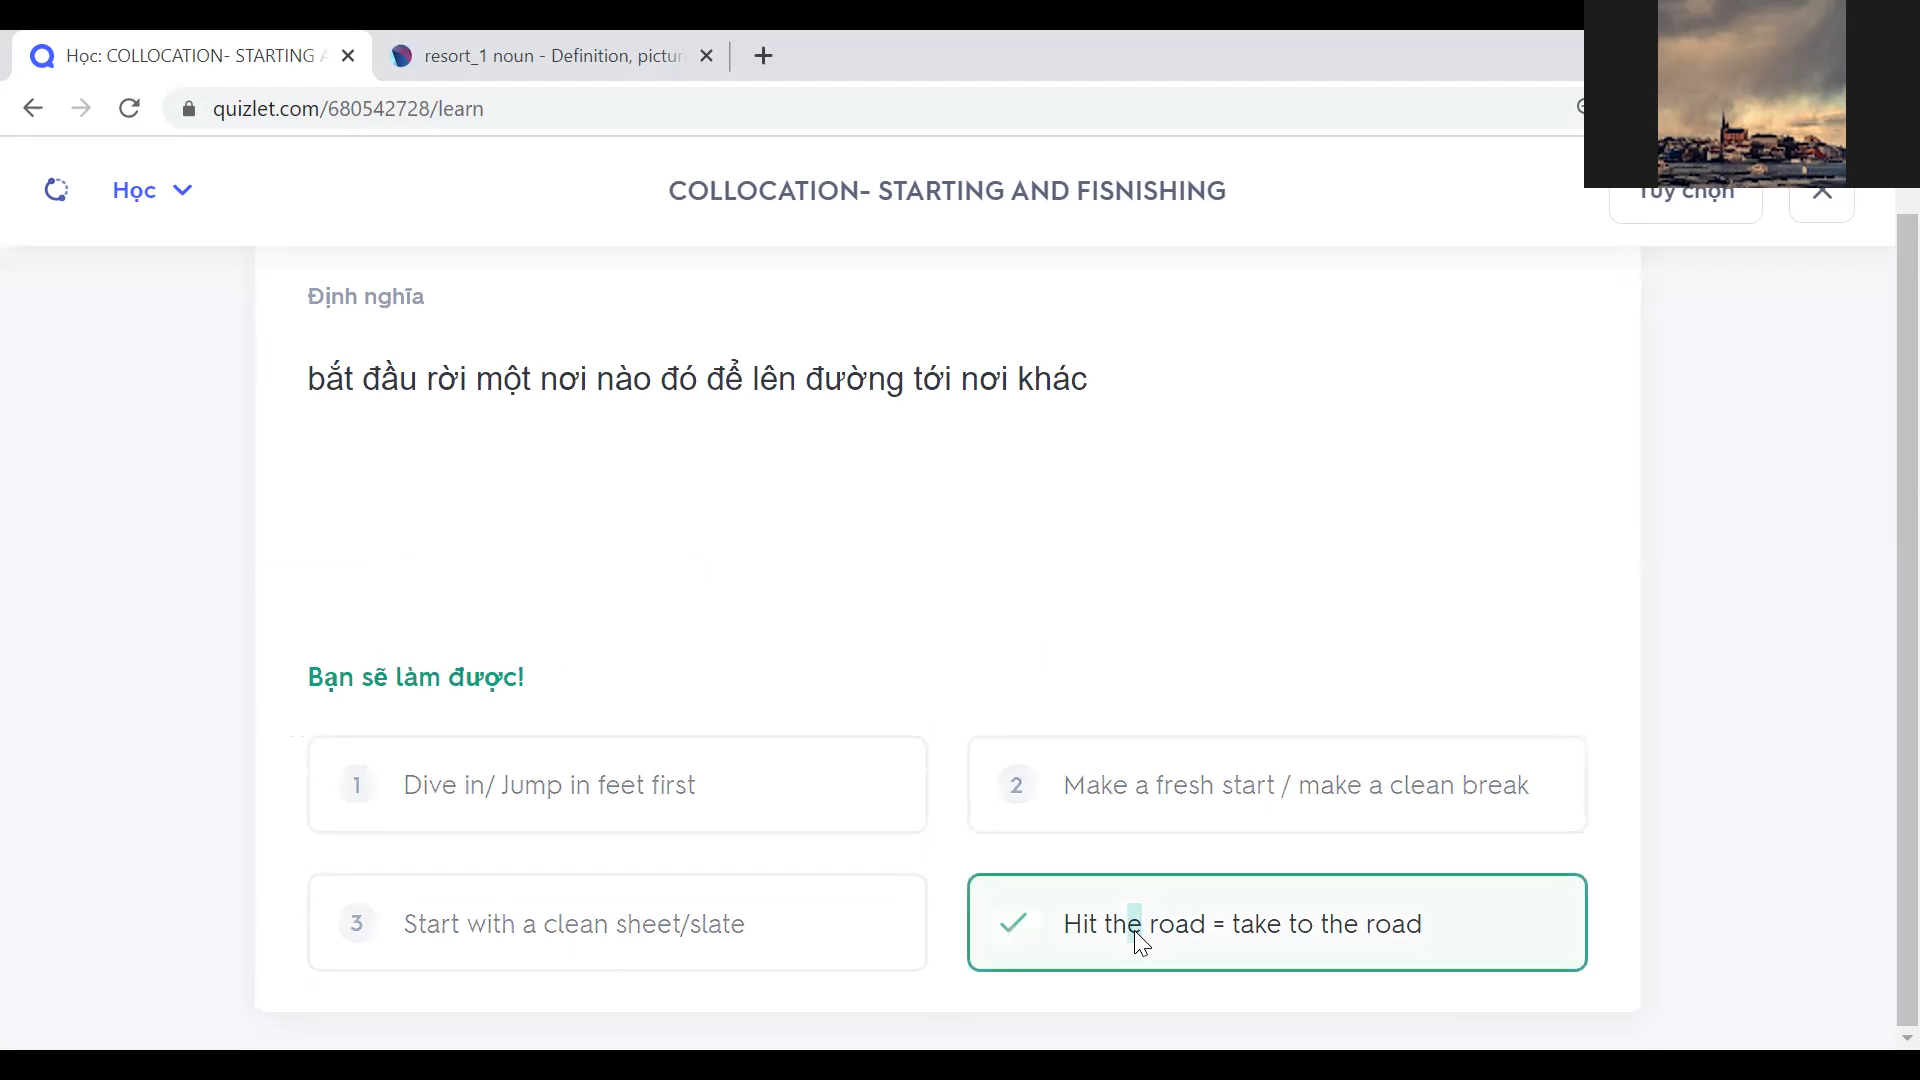 Học: COLLOCATION- STARTING A
resort_1 noun - Definition, pictur
quizlet.com/680542728/learn
Học
COLLOCATION- STARTING AND FISNISHING
Tùy chọn
Định nghĩa
bắt đầu rời một nơi nào đó để lên đường tới nơi khác
Bạn sẽ làm được!
1 Dive in/ Jump in feet first
2 Make a fresh start / make a clean break
3 Start with a clean sheet/slate
Hit the road = take to the road